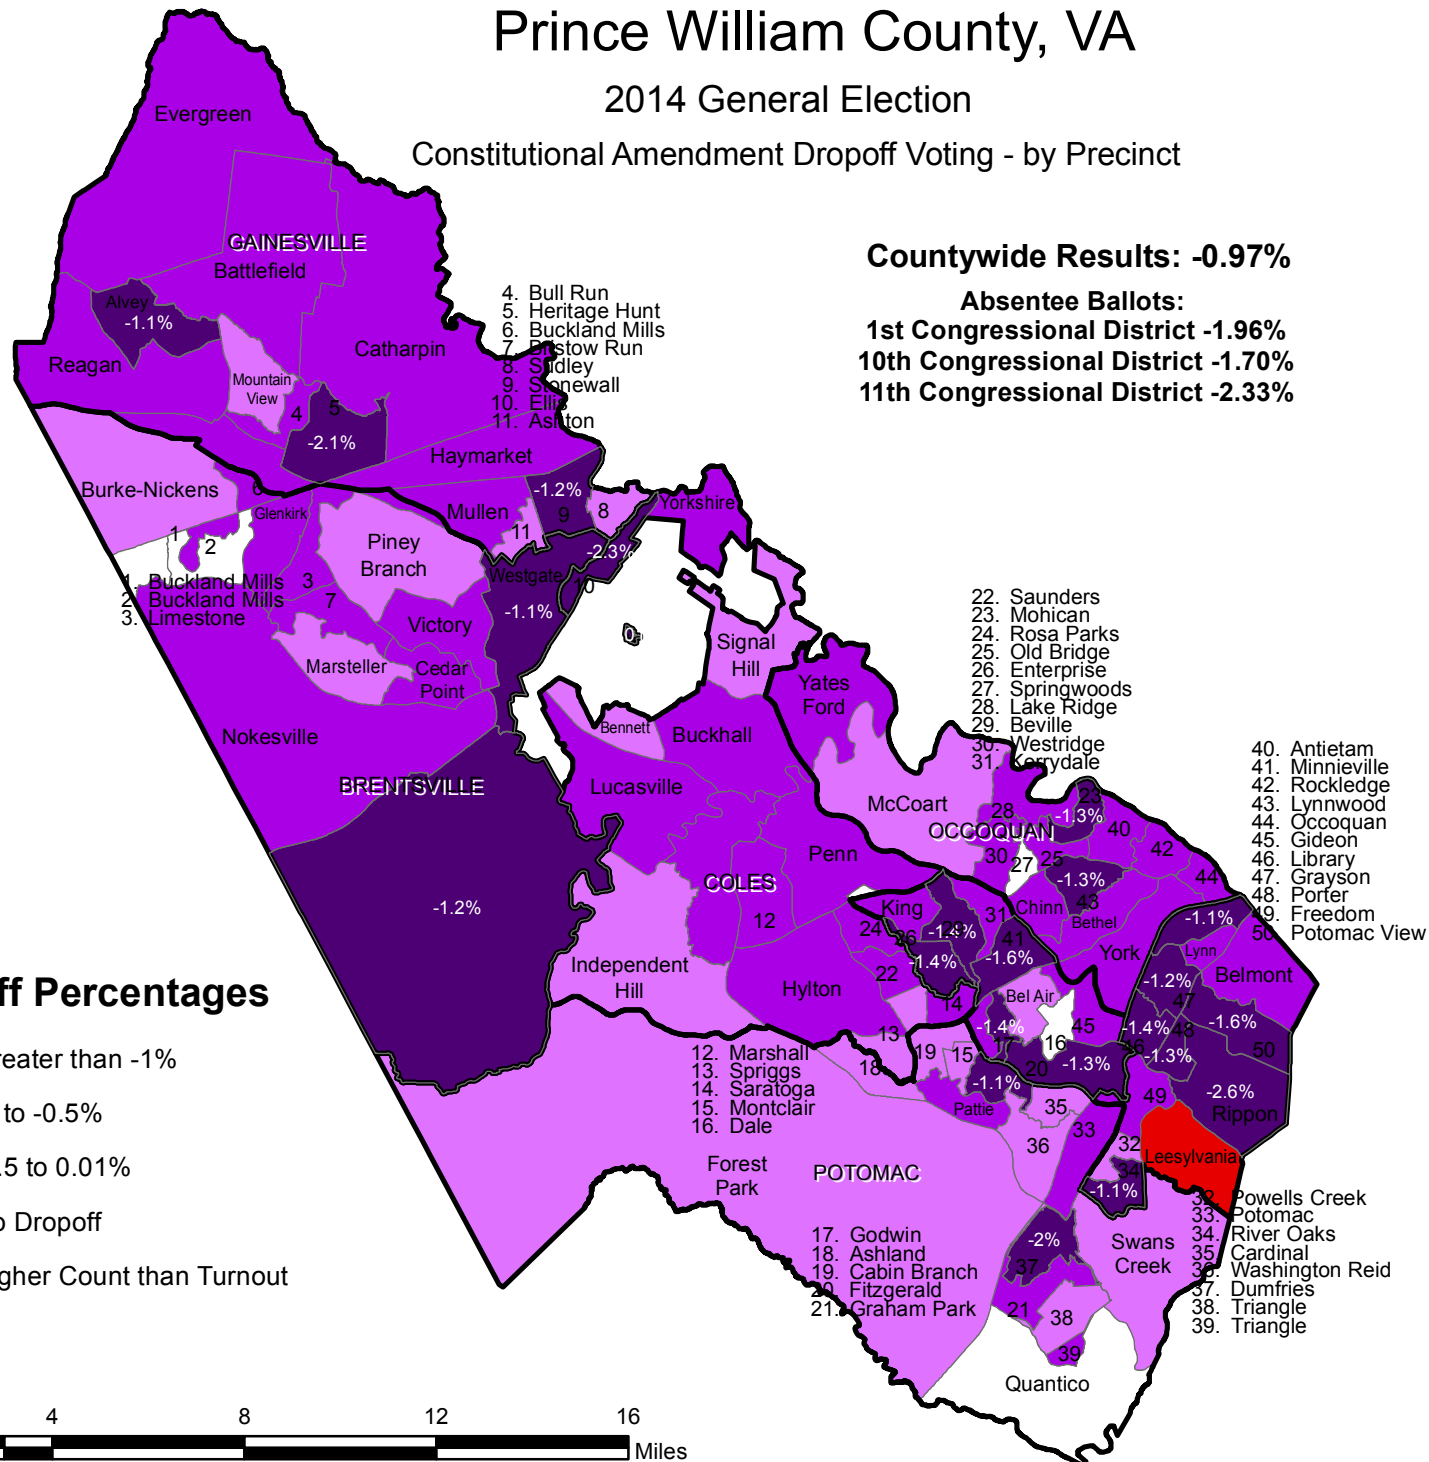 Prince William County, VA
2014 General Election
Constitutional Amendment Dropoff Voting - by Precinct
Countywide Results: -0.97%
Absentee Ballots:
1st Congressional District -1.96%
10th Congressional District -1.70%
11th Congressional District -2.33%
Evergreen
GAINESVILLE
Battlefield
Alvey
-1.1%
Reagan
Catharpin
Mountain
View
4
5
-2.1%
Haymarket
4. Bull Run
5. Heritage Hunt
6. Buckland Mills
7. Bristow Run
8. Sudley
9. Stonewall
10. Ellis
11. Ashton
Burke-Nickens
6
Glenkirk
Mullen
-1.2%
9
8
11
Yorkshire
1
2
Piney
Branch
-2.3%
10
Westgate
-1.1%
1. Buckland Mills
2. Buckland Mills
3. Limestone
3
7
Victory
Marsteller
Cedar
Point
0
Signal
Hill
Nokesville
BRENTSVILLE
-1.2%
Bennett
Buckhall
Yates
Ford
Lucasville
McCoart
22. Saunders
23. Mohican
24. Rosa Parks
25. Old Bridge
26. Enterprise
27. Springwoods
28. Lake Ridge
29. Beville
30. Westridge
31. Kerrydale
40. Antietam
41. Minnieville
42. Rockledge
43. Lynnwood
44. Occoquan
45. Gideon
46. Library
47. Grayson
48. Porter
49. Freedom
50. Potomac View
OCCOQUAN
28
23
-1.3%
40
42
44
30
27
25
-1.3%
43
Penn
COLES
12
King
24
26
29
-1.4%
-1.4%
31
41
-1.6%
Chinn
Bethel
York
-1.1%
Lynn
Belmont
-1.2%
47
-1.6%
50
-1.4%
46
48
-1.3%
-2.6%
Rippon
Independent
Hill
Hylton
22
14
13
Bel Air
-1.4%
17
16
45
20
-1.3%
18
19
15
-1.1%
Pattie
35
36
33
49
32
Leesylvania
34
-1.1%
12. Marshall
13. Spriggs
14. Saratoga
15. Montclair
16. Dale
Forest
Park
POTOMAC
17. Godwin
18. Ashland
19. Cabin Branch
20. Fitzgerald
21. Graham Park
-2%
37
21
38
39
Swans
Creek
Quantico
32. Powells Creek
33. Potomac
34. River Oaks
35. Cardinal
36. Washington Reid
37. Dumfries
38. Triangle
39. Triangle
ff Percentages
reater than -1%
to -0.5%
.5 to 0.01%
o Dropoff
gher Count than Turnout
4 8 12 16
Miles